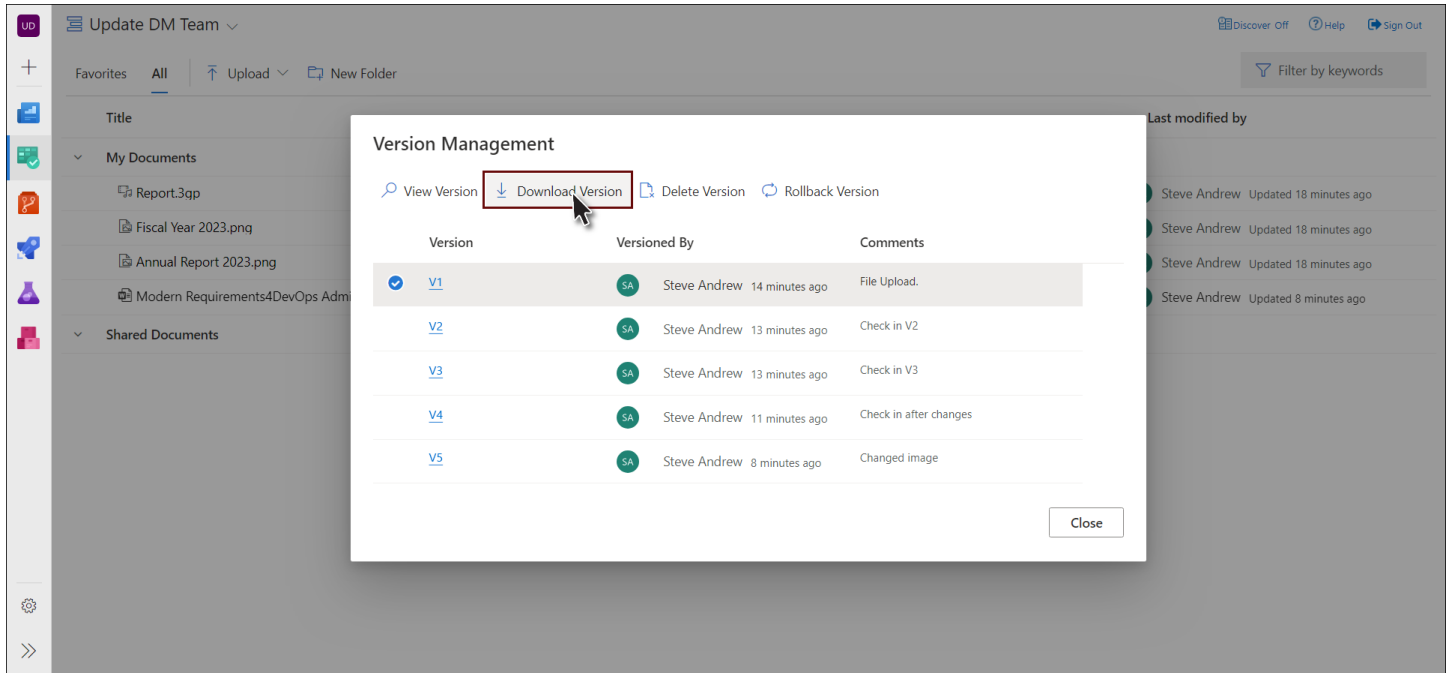 UD
Update DM Team
Discover Off Help Sign Out
Favorites All Upload New Folder
Filter by keywords
Title
Last modified by
My Documents
Report.3gp
Steve Andrew Updated 18 minutes ago
Fiscal Year 2023.png
Steve Andrew Updated 18 minutes ago
Annual Report 2023.png
Steve Andrew Updated 18 minutes ago
Modern Requirements4DevOps Admi
Steve Andrew Updated 8 minutes ago
Shared Documents
Version Management
View Version Download Version Delete Version Rollback Version
Version Versioned By Comments
V1 SA Steve Andrew 14 minutes ago File Upload.
V2 SA Steve Andrew 13 minutes ago Check in V2
V3 SA Steve Andrew 13 minutes ago Check in V3
V4 SA Steve Andrew 11 minutes ago Check in after changes
V5 SA Steve Andrew 8 minutes ago Changed image
Close